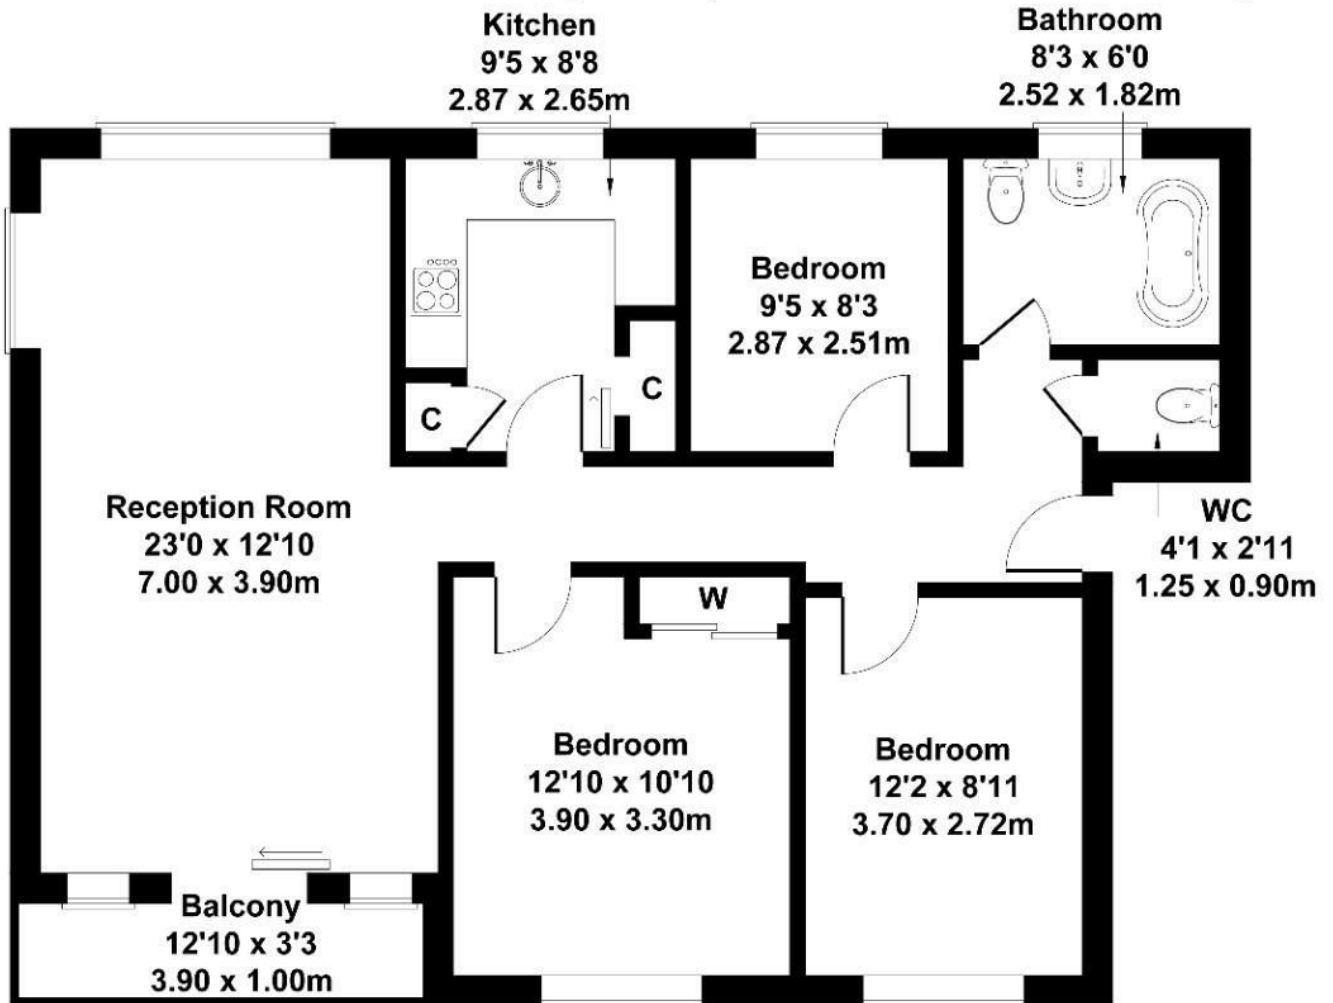 Kitchen
9'5 x 8'8
2.87 x 2.65m
Bathroom
8'3 x 6'0
2.52 x 1.82m
Bedroom
9'5 x 8'3
2.87 x 2.51m
C
C
Reception Room
23'0 x 12'10
7.00 x 3.90m
WC
4'1 x 2'11
1.25 x 0.90m
W
Bedroom
12'10 x 10'10
3.90 x 3.30m
Bedroom
12'2 x 8'11
3.70 x 2.72m
Balcony
12'10 x 3'3
3.90 x 1.00m